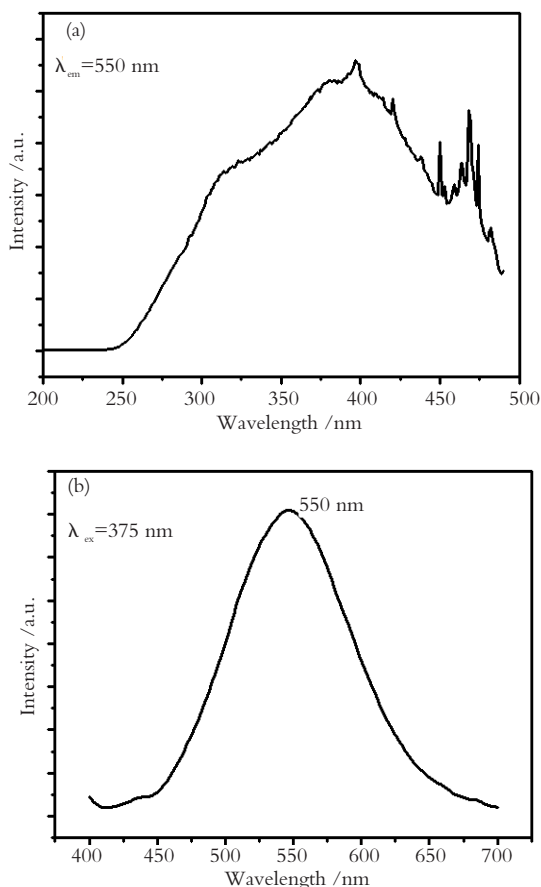 (a)
λem=550 nm
Intensity /a.u.
200 250 300 350 400 450 500
Wavelength /nm
(b)
550 nm
λ ex=375 nm
Intensity /a.u.
400 450 500 550 600 650 700
Wavelength /nm